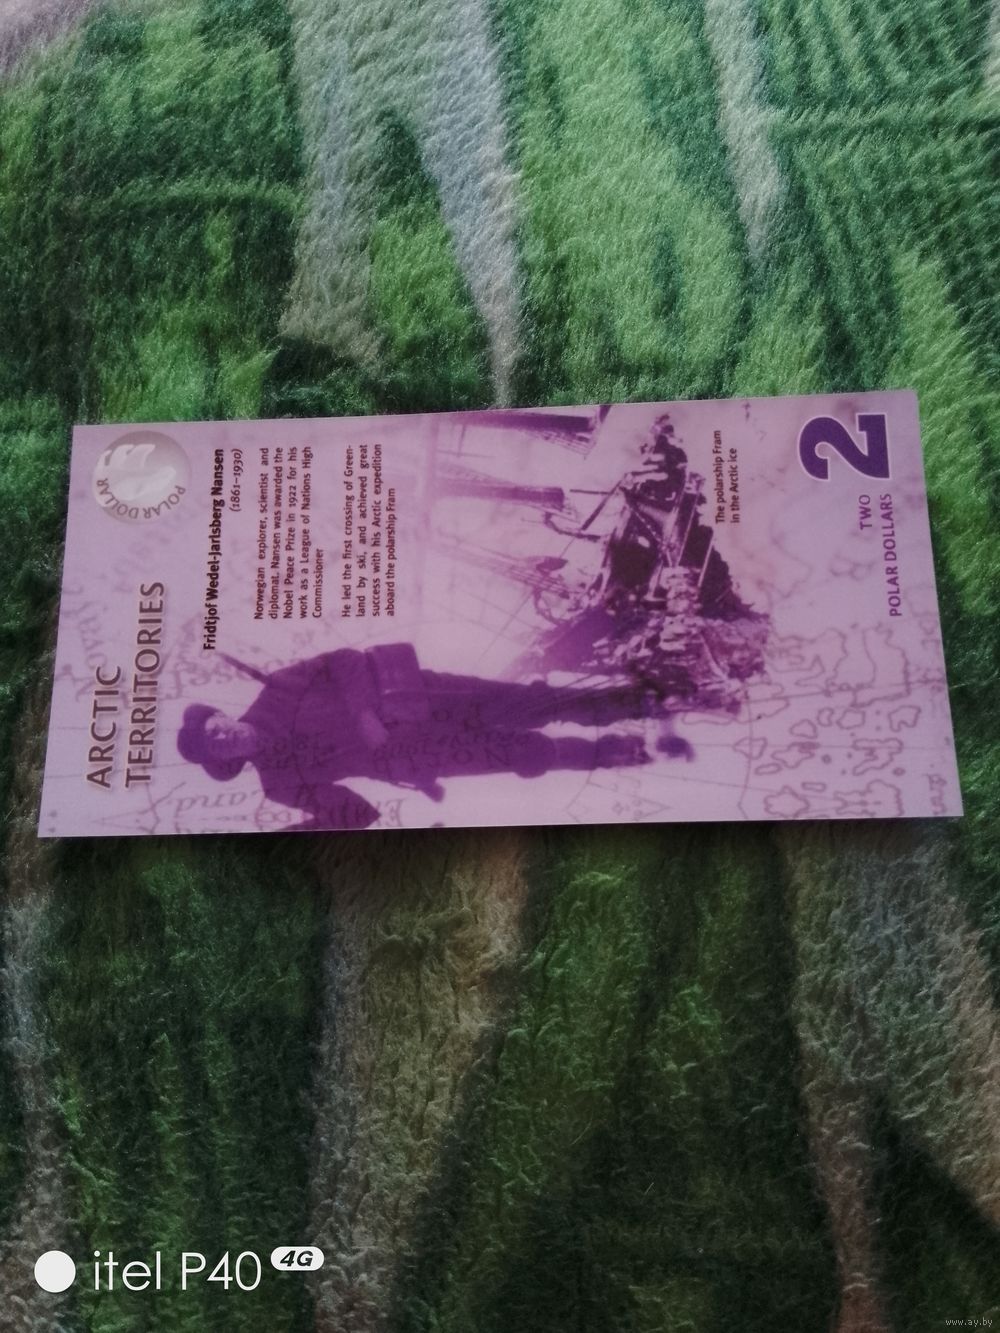 ARCTIC
TERRITORIES
POLAR DOLLAR
Fridtjof Wedel-Jarlsberg Nansen
(1861–1930)
Norwegian explorer, scientist and
diplomat. Nansen was awarded the
Nobel Peace Prize in 1922 for his
work as a League of Nations High
Commissioner
He led the first crossing of Green-
land by ski, and achieved great
success with his Arctic expedition
aboard the polarship Fram
The polarship Fram
in the Arctic ice
2
TWO
POLAR DOLLARS
itel P40 4G
www.ay.by